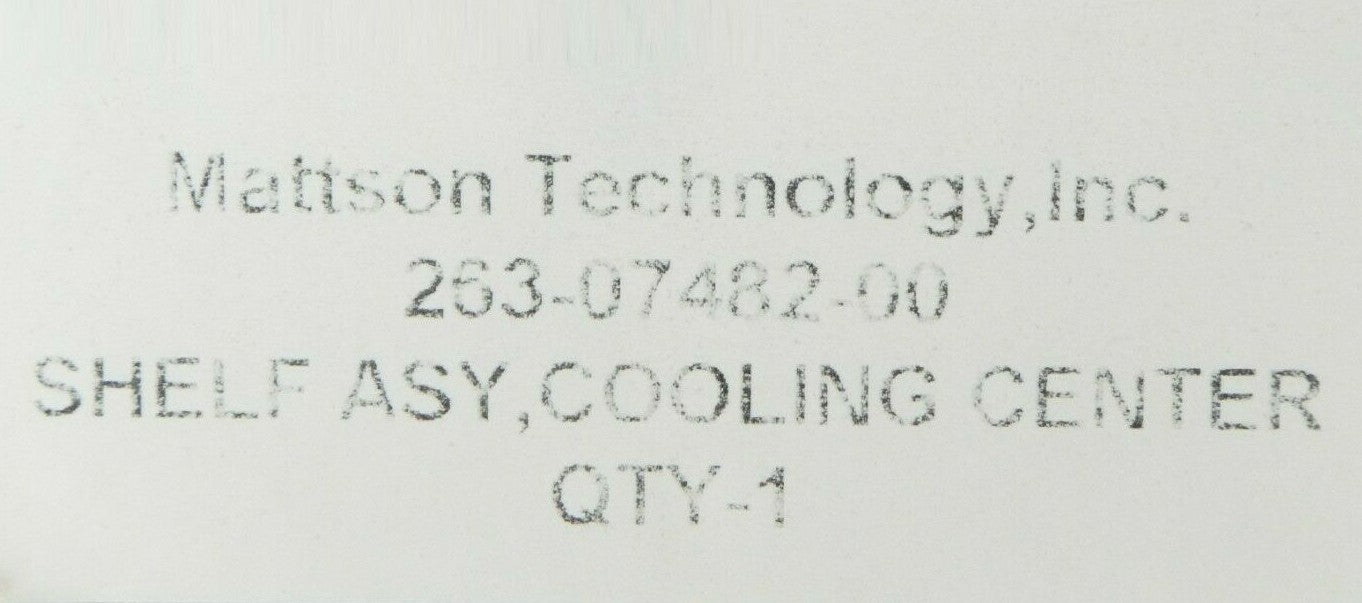 Mattson Technology,Inc.
263-07482-00
SHELF ASY,COOLING CENTER
QTY-1